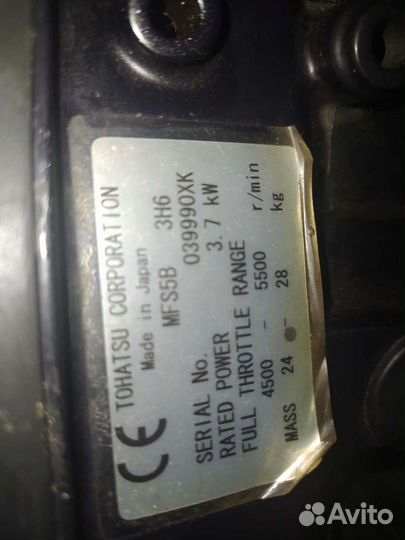 CE TOHATSU CORPORATION
Made in Japan
MFS5B 3H6
SERIAL No. 039990XK
RATED POWER 3.7 kW
FULL THROTTLE RANGE
4500 - 5500 r/min
MASS 24 - 28 kg
Avito